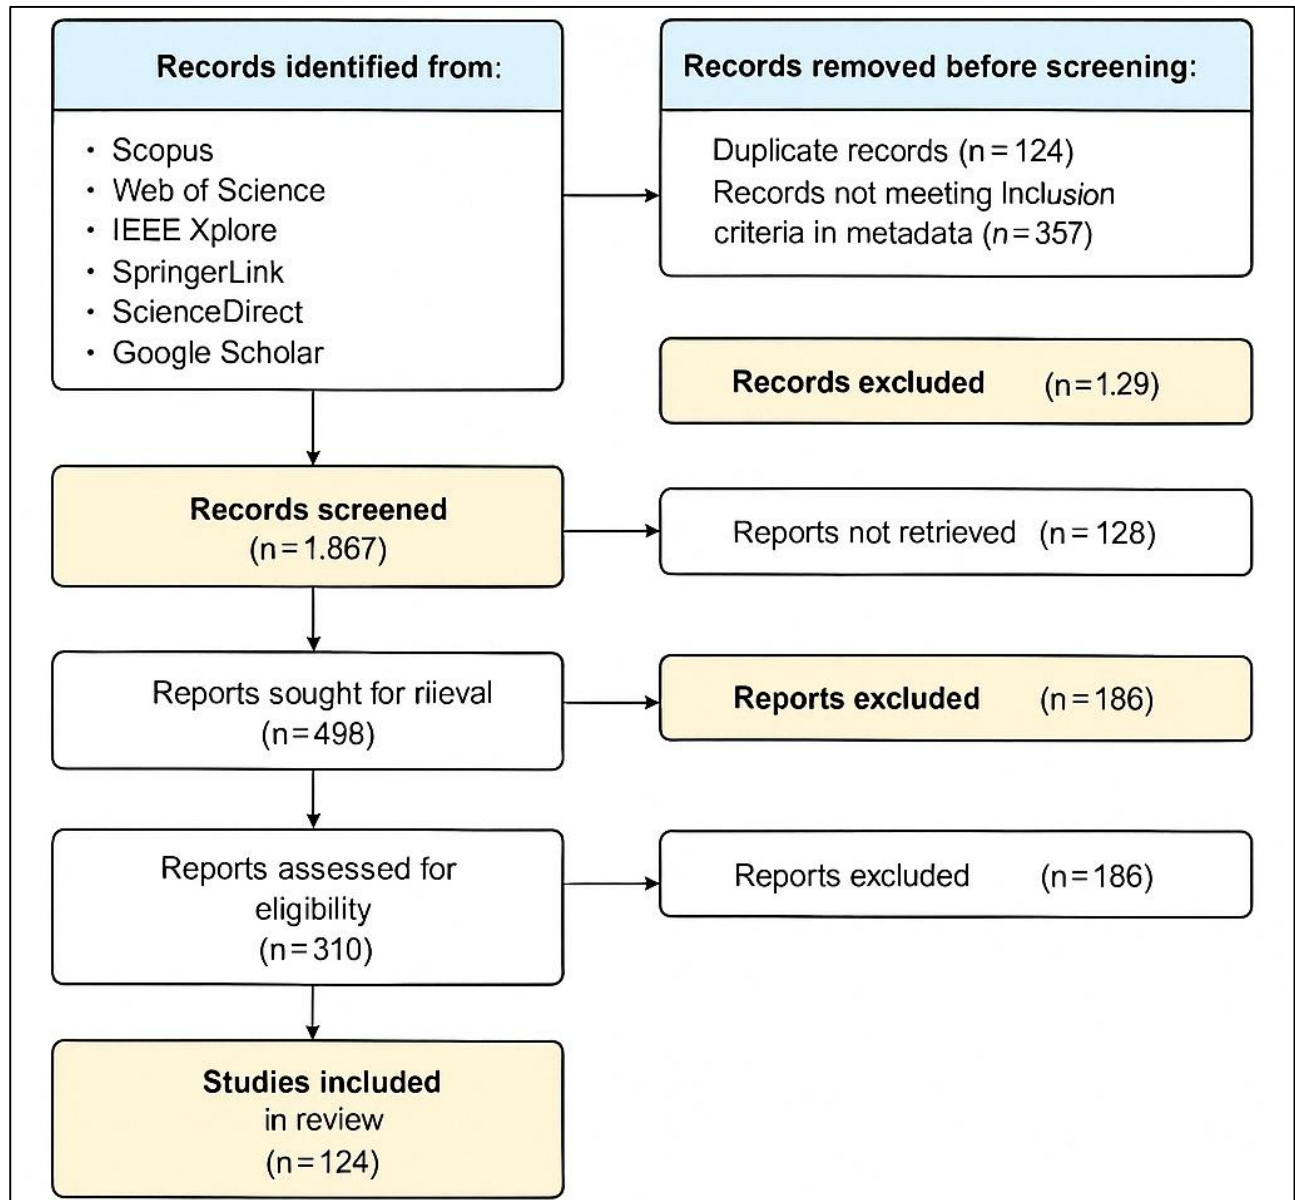 Records identified from:
• Scopus
• Web of Science
• IEEE Xplore
• SpringerLink
• ScienceDirect
• Google Scholar
Records removed before screening:
Duplicate records (n = 124)
Records not meeting Inclusion
criteria in metadata (n = 357)
Records excluded (n = 1.29)
Records screened
(n = 1.867)
Reports not retrieved (n = 128)
Reports sought for riieval
(n = 498)
Reports excluded (n = 186)
Reports assessed for
eligibility
(n = 310)
Reports excluded (n = 186)
Studies included
in review
(n = 124)